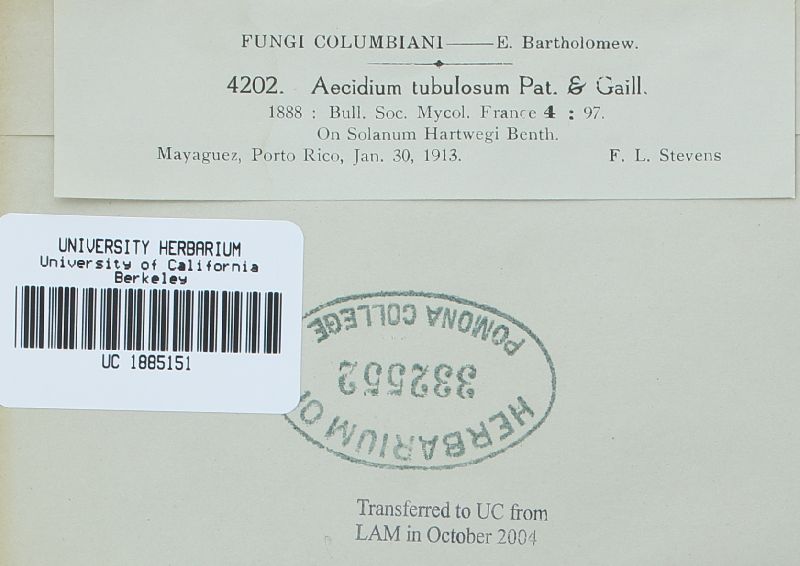 FUNGI COLUMBIANI——E. Bartholomew.
4202. Aecidium tubulosum Pat. & Gaill.
1888 : Bull. Soc. Mycol. France 4 : 97.
On Solanum Hartwegi Benth.
Mayaguez, Porto Rico, Jan. 30, 1913. F. L. Stevens
UNIVERSITY HERBARIUM
University of California
Berkeley
UC 1885151
HERBARIUM OF
332552
POMONA COLLEGE
Transferred to UC from
LAM in October 2004